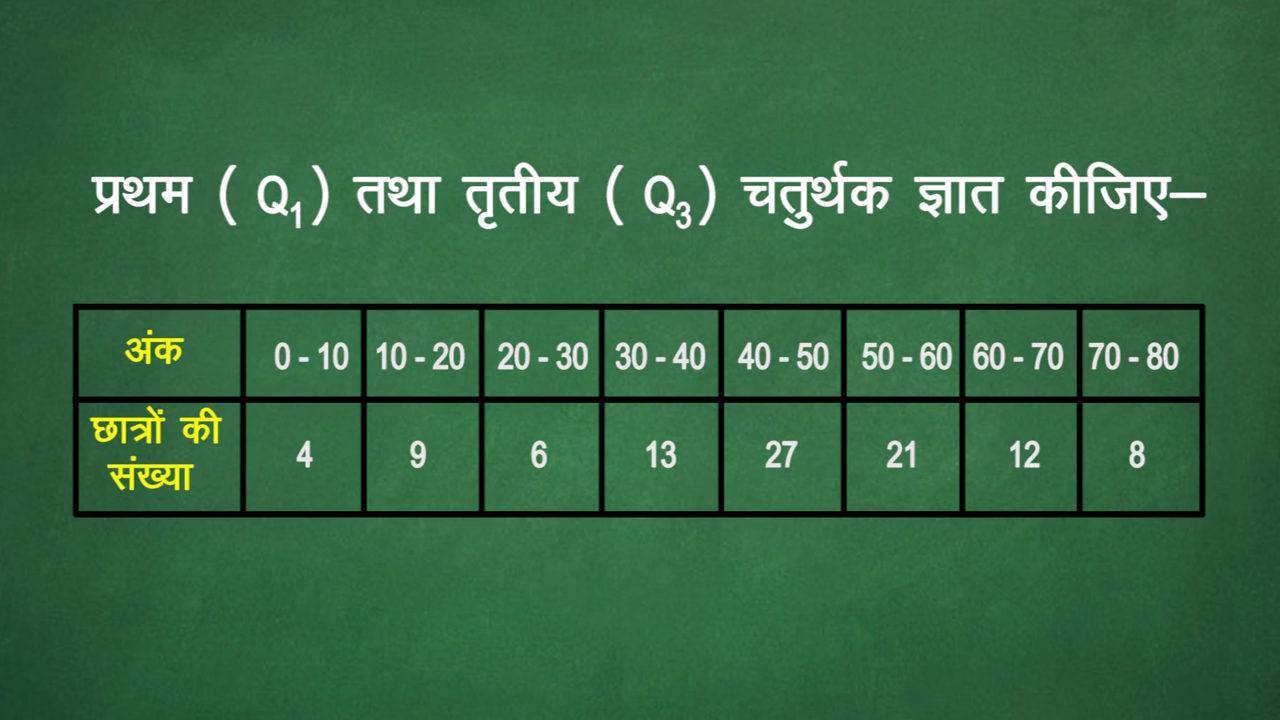 प्रथम ( Q₁) तथा तृतीय ( Q₃) चतुर्थक ज्ञात कीजिए–
अंक 0 - 10 10 - 20 20 - 30 30 - 40 40 - 50 50 - 60 60 - 70 70 - 80
छात्रों की
संख्या 4 9 6 13 27 21 12 8